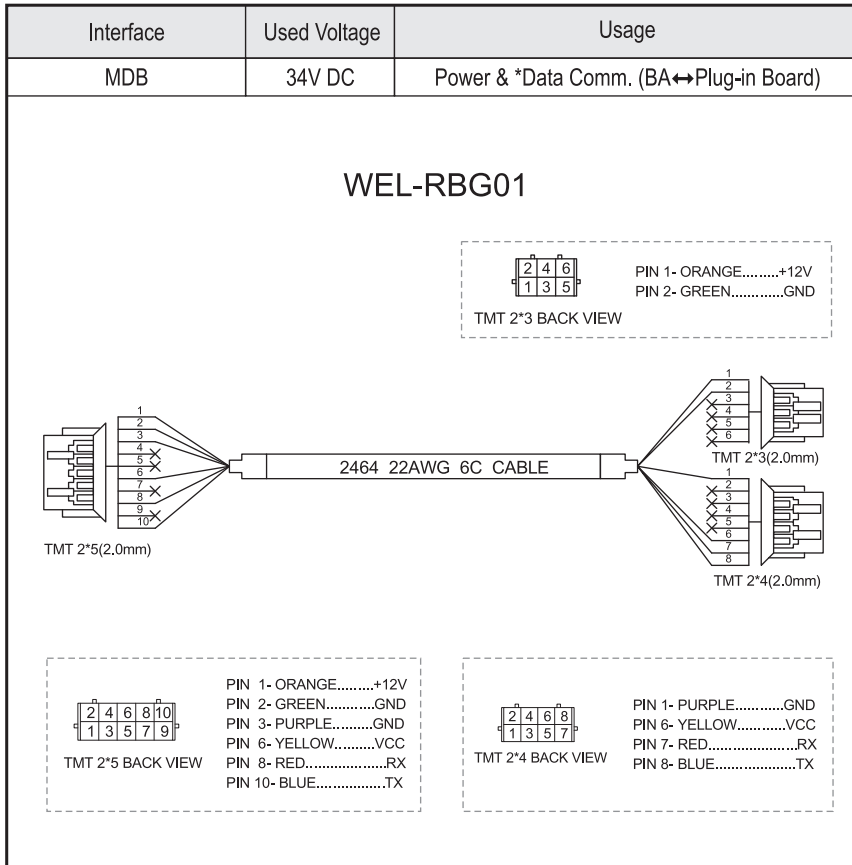 Interface Used Voltage Usage
MDB 34V DC Power & *Data Comm. (BA↔Plug-in Board)
WEL-RBG01
2 4 6
1 3 5
TMT 2*3 BACK VIEW
PIN 1- ORANGE.........+12V
PIN 2- GREEN............GND
1
2
3
4
5
6
7
8
9
10
TMT 2*5(2.0mm)
2464 22AWG 6C CABLE
1
2
3
4
5
6
TMT 2*3(2.0mm)
1
2
3
4
5
6
7
8
TMT 2*4(2.0mm)
2 4 6 8 10
1 3 5 7 9
TMT 2*5 BACK VIEW
PIN 1- ORANGE.........+12V
PIN 2- GREEN............GND
PIN 3- PURPLE...........GND
PIN 6- YELLOW..........VCC
PIN 8- RED...................RX
PIN 10- BLUE................TX
2 4 6 8
1 3 5 7
TMT 2*4 BACK VIEW
PIN 1- PURPLE...........GND
PIN 6- YELLOW..........VCC
PIN 7- RED...................RX
PIN 8- BLUE.................TX